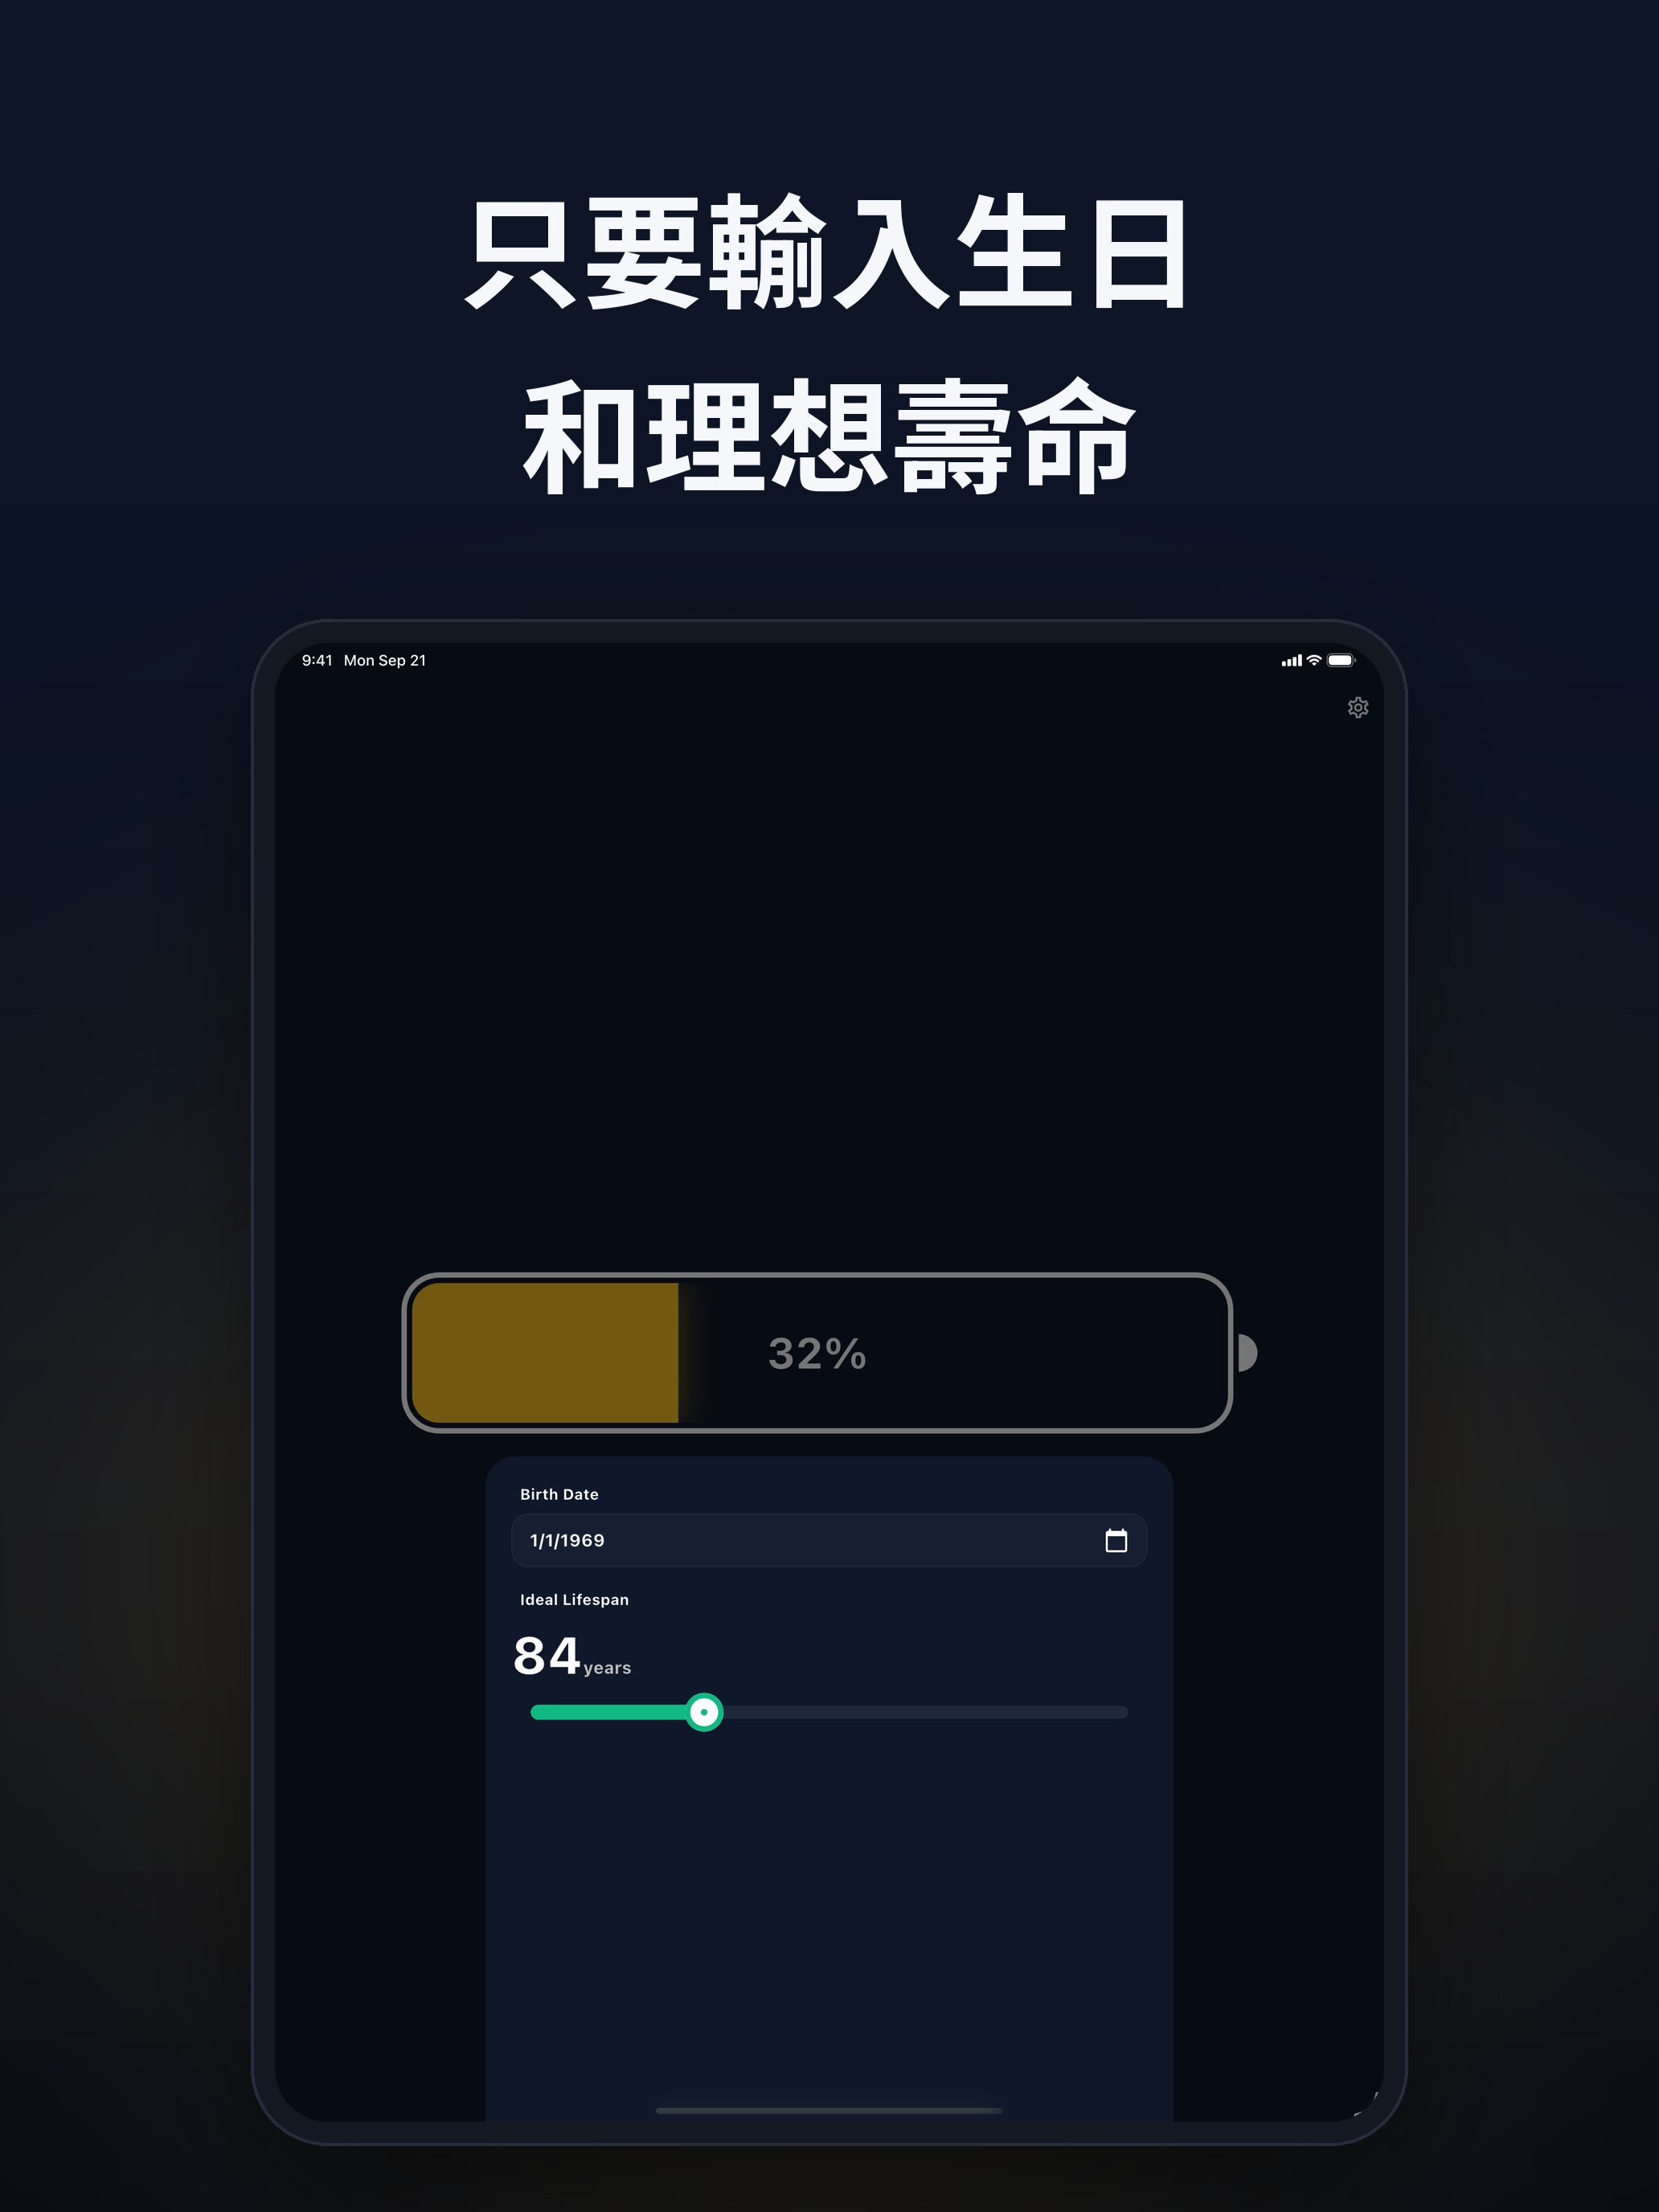 只要輸入生日
和理想壽命
9:41 Mon Sep 21
32%
Birth Date
1/1/1969
Ideal Lifespan
84 years